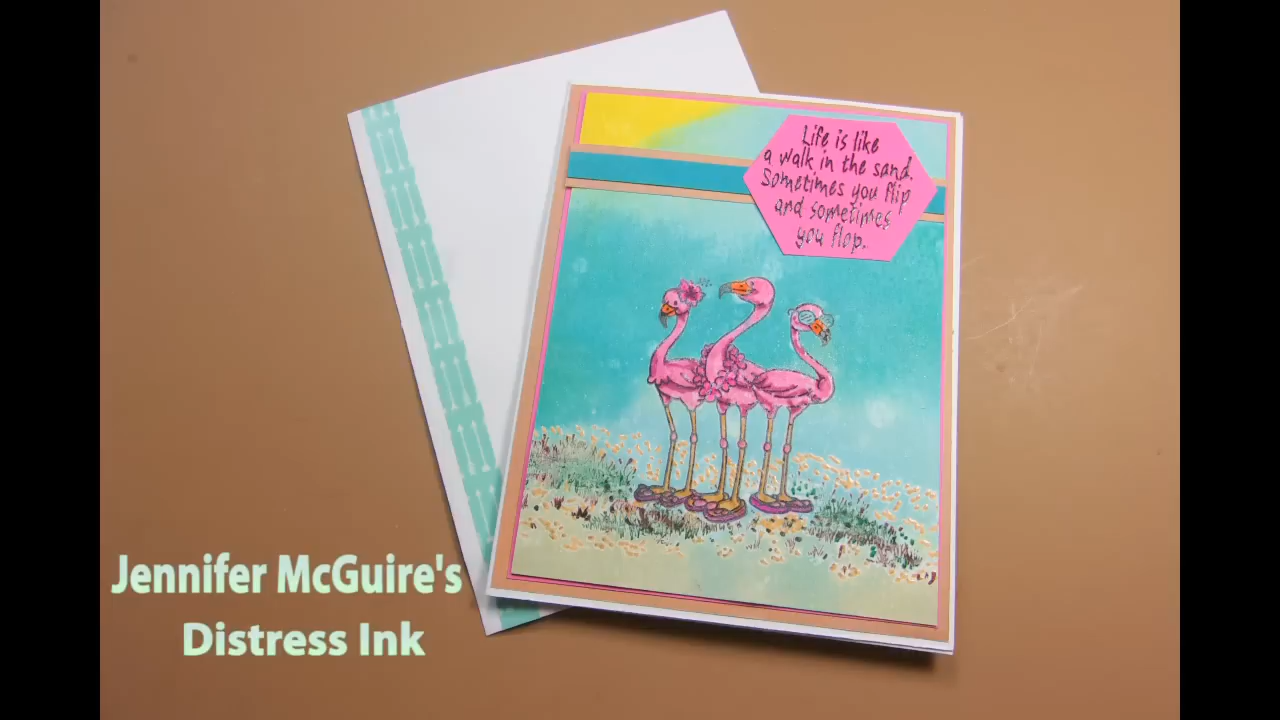 Life is like
a walk in the sand.
Sometimes you flip
and sometimes
you flop.
Jennifer McGuire's
Distress Ink